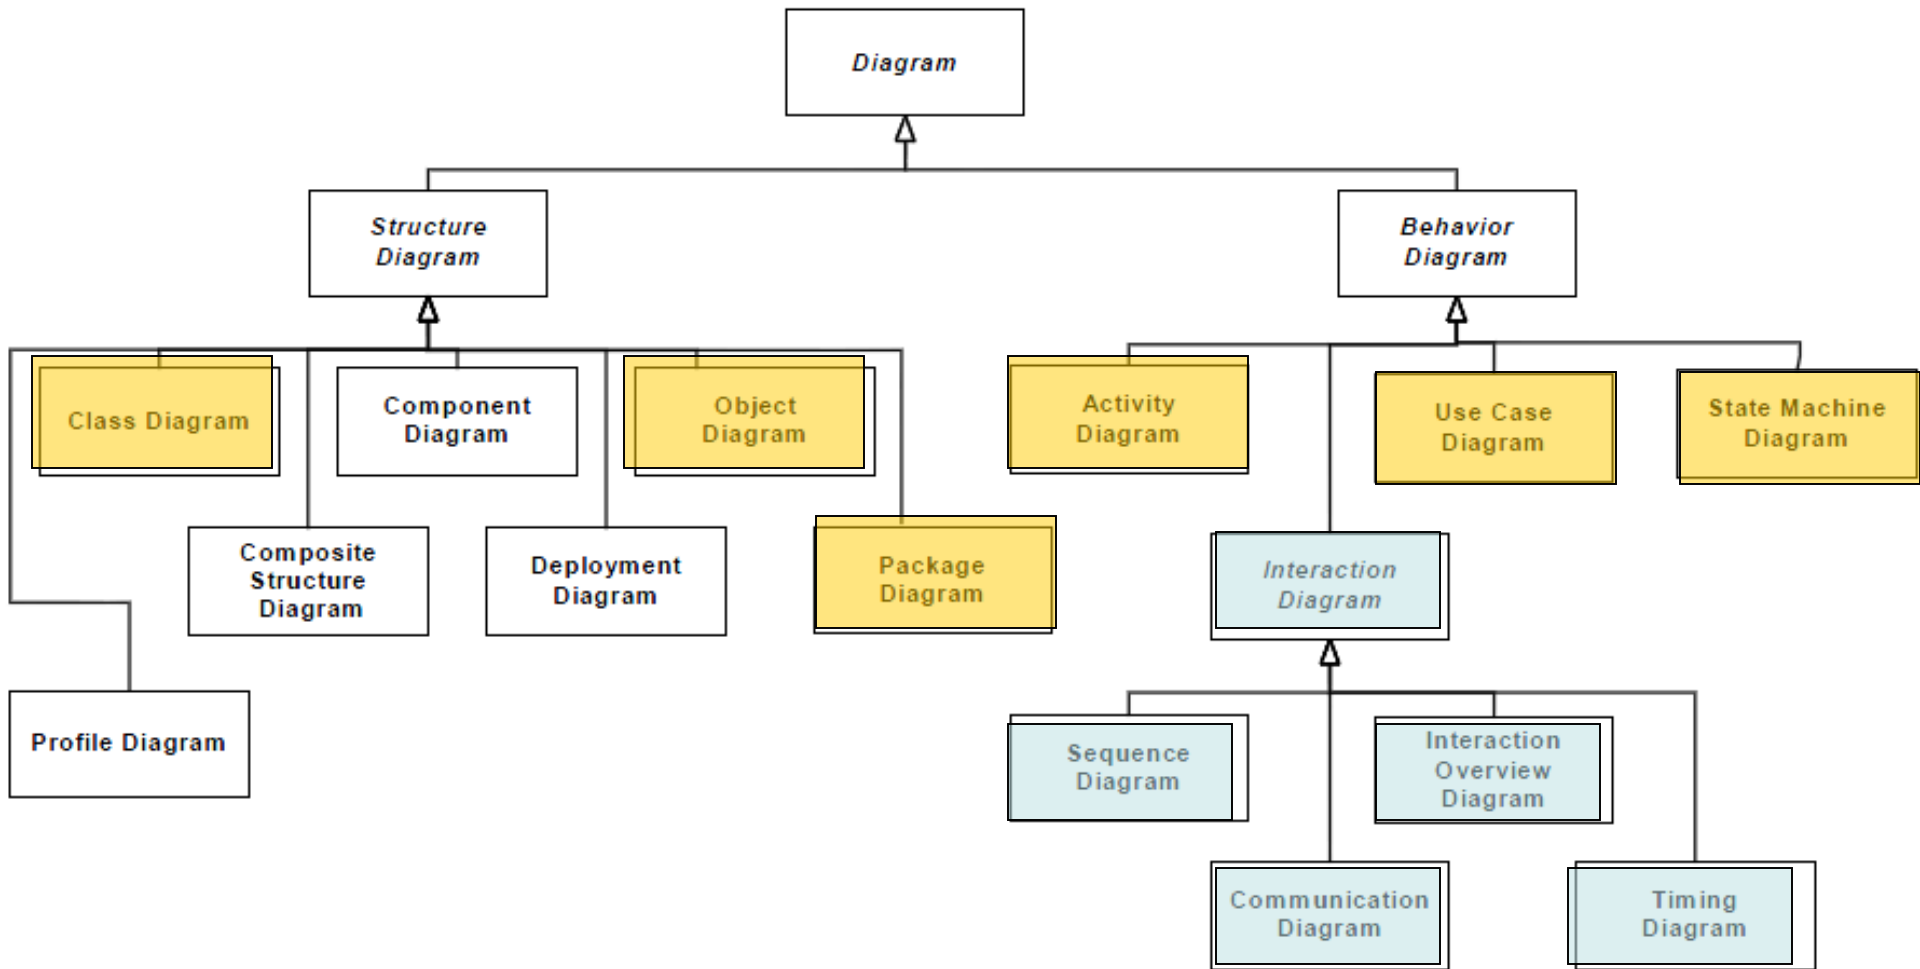 Diagram
Structure
Diagram
Behavior
Diagram
Class Diagram
Component
Diagram
Object
Diagram
Activity
Diagram
Use Case
Diagram
State Machine
Diagram
Composite
Structure
Diagram
Deployment
Diagram
Package
Diagram
Interaction
Diagram
Profile Diagram
Sequence
Diagram
Interaction
Overview
Diagram
Communication
Diagram
Timing
Diagram